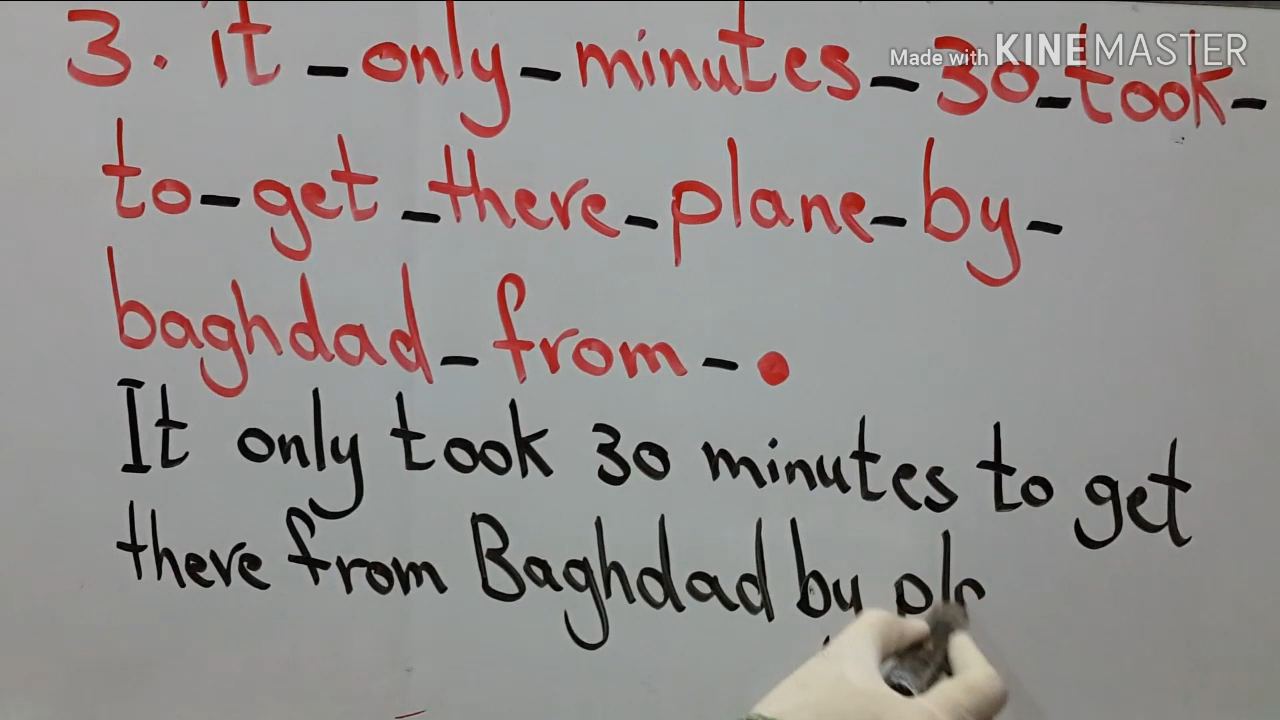 3. it - only - minutes - 30 - took -
Made with KINEMASTER
to - get - there - plane - by -
baghdad - from - .
It only took 30 minutes to get
there from Baghdad by